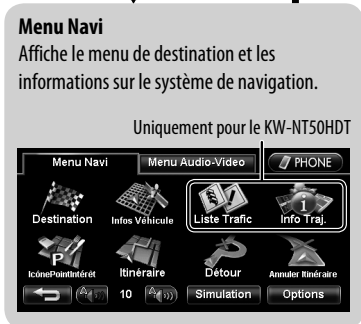 Menu Navi
Affiche le menu de destination et les
informations sur le système de navigation.
Uniquement pour le KW-NT50HDT
Menu Navi
Menu Audio-Video
PHONE
Destination
Infos Véhicule
Liste Trafic
Info Traj.
IcônePointIntérêt
Itinéraire
Détour
Annuler Itinéraire
10
Simulation
Options